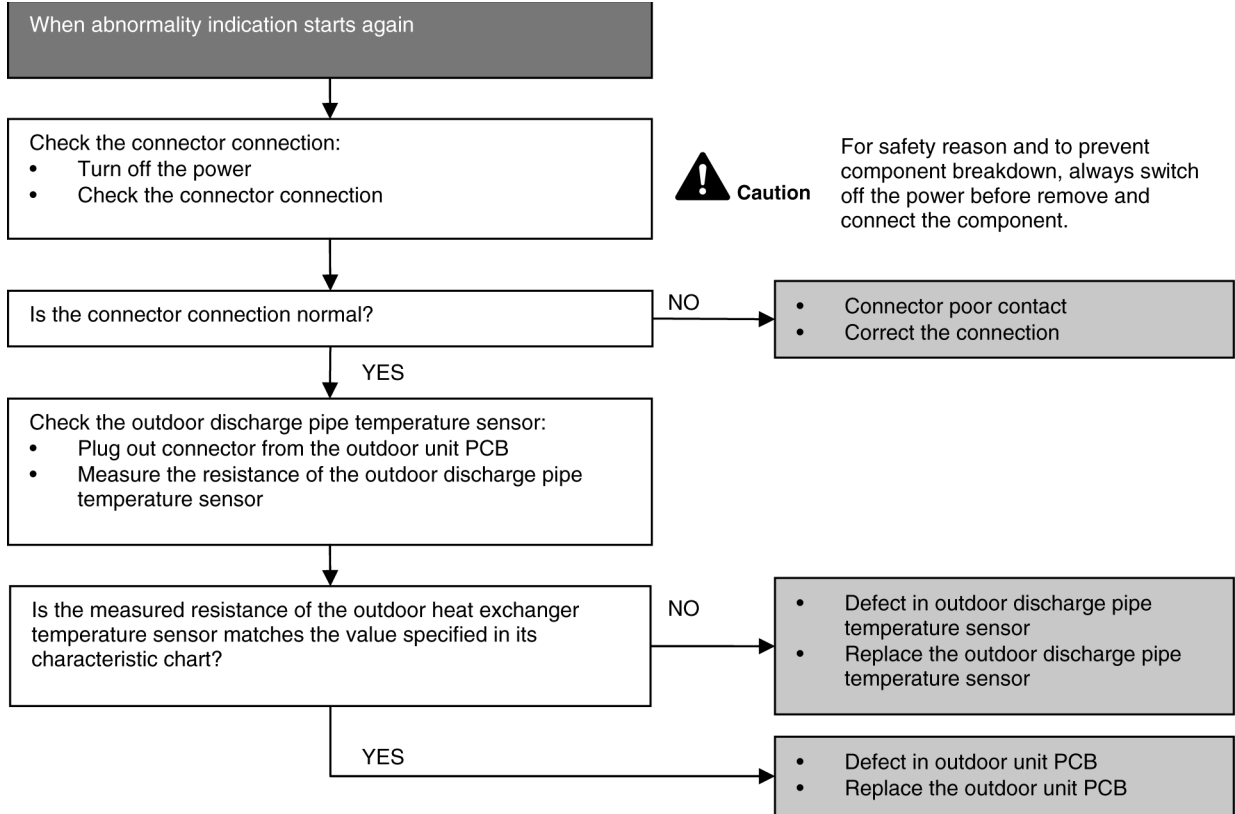 When abnormality indication starts again
Check the connector connection:
• Turn off the power
• Check the connector connection
Caution
For safety reason and to prevent
component breakdown, always switch
off the power before remove and
connect the component.
Is the connector connection normal?
NO
• Connector poor contact
• Correct the connection
YES
Check the outdoor discharge pipe temperature sensor:
• Plug out connector from the outdoor unit PCB
• Measure the resistance of the outdoor discharge pipe
temperature sensor
Is the measured resistance of the outdoor heat exchanger
temperature sensor matches the value specified in its
characteristic chart?
NO
• Defect in outdoor discharge pipe
temperature sensor
• Replace the outdoor discharge pipe
temperature sensor
YES
• Defect in outdoor unit PCB
• Replace the outdoor unit PCB